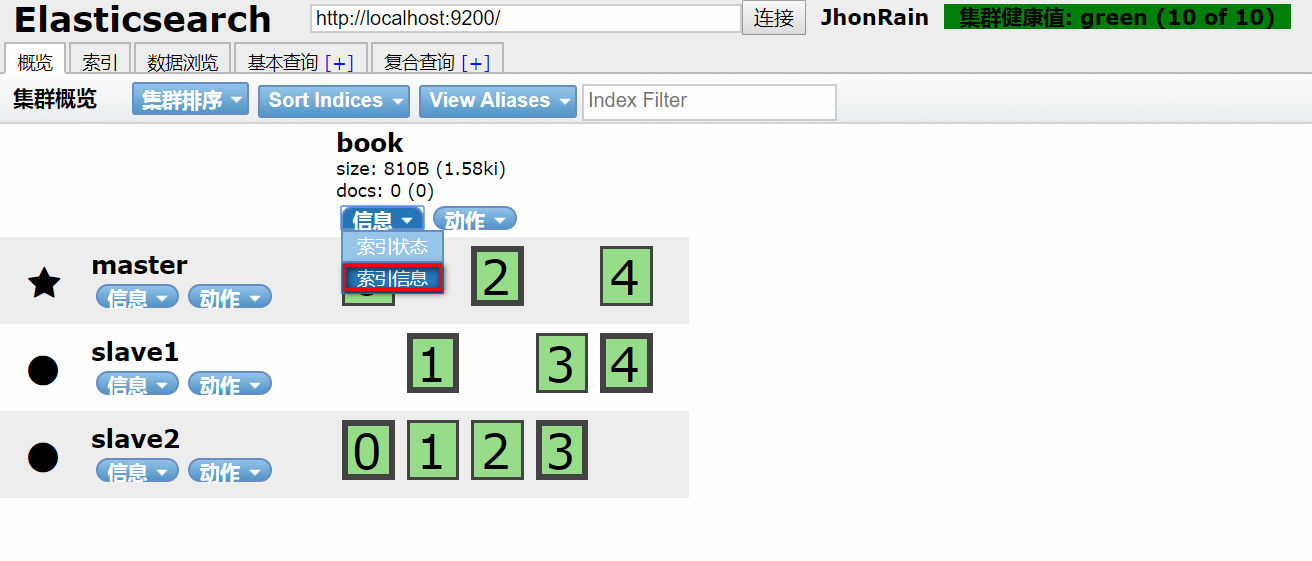 Elasticsearch http://localhost:9200/ 连接 JhonRain 集群健康值: green (10 of 10)
概览 索引 数据浏览 基本查询 [+] 复合查询 [+]
集群概览 集群排序 Sort Indices View Aliases Index Filter
book
size: 810B (1.58ki)
docs: 0 (0)
信息 动作
索引状态
索引信息
master 2 4
信息 动作
slave1 1 3 4
信息 动作
slave2 0 1 2 3
信息 动作